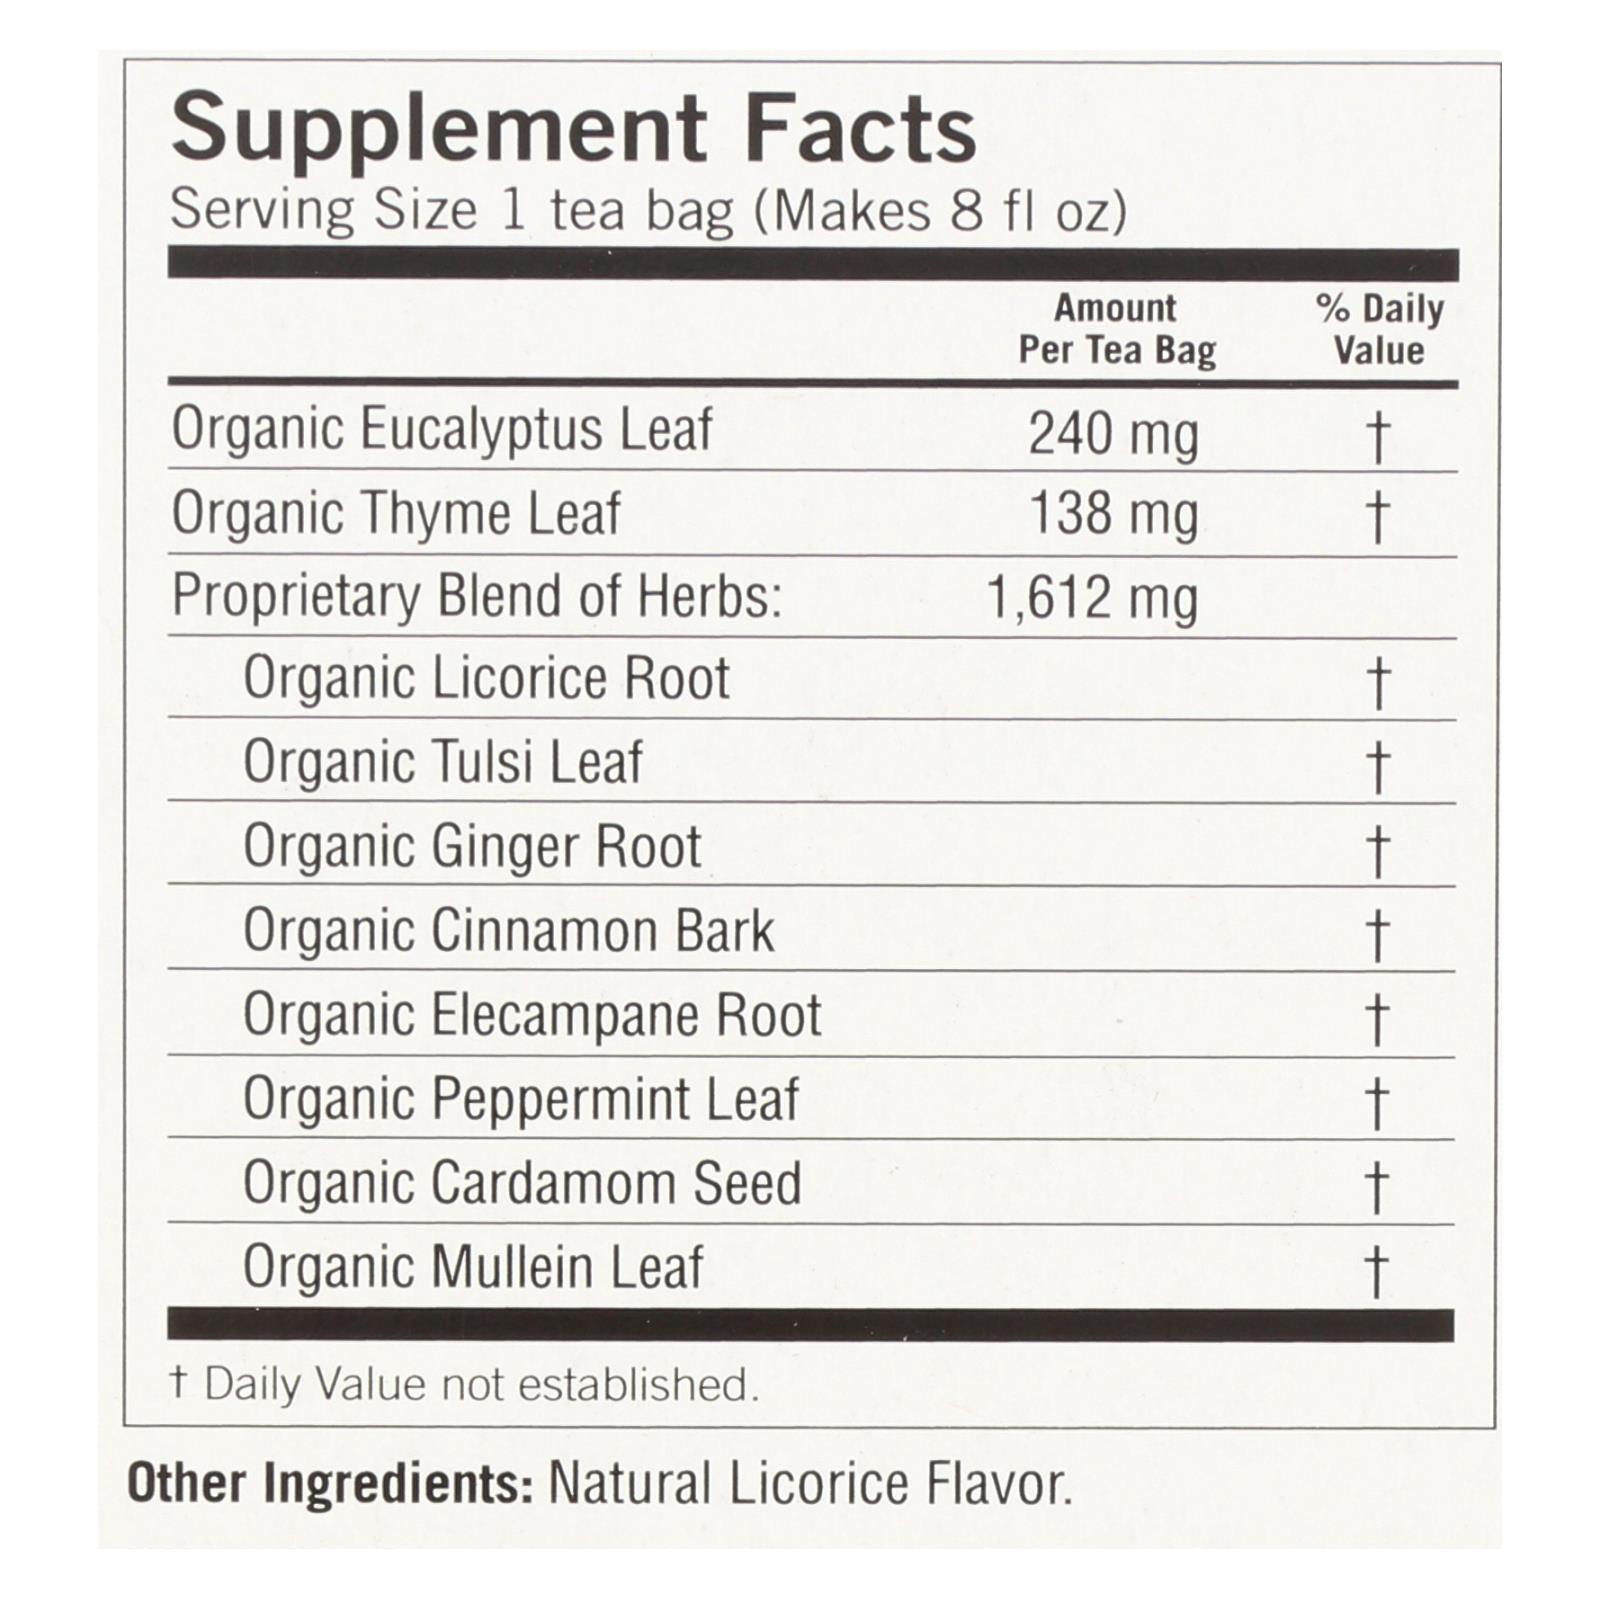 Supplement Facts
Serving Size 1 tea bag (Makes 8 fl oz)
Amount Per Tea Bag % Daily Value
Organic Eucalyptus Leaf 240 mg †
Organic Thyme Leaf 138 mg †
Proprietary Blend of Herbs: 1,612 mg
Organic Licorice Root †
Organic Tulsi Leaf †
Organic Ginger Root †
Organic Cinnamon Bark †
Organic Elecampane Root †
Organic Peppermint Leaf †
Organic Cardamom Seed †
Organic Mullein Leaf †
† Daily Value not established.
Other Ingredients: Natural Licorice Flavor.